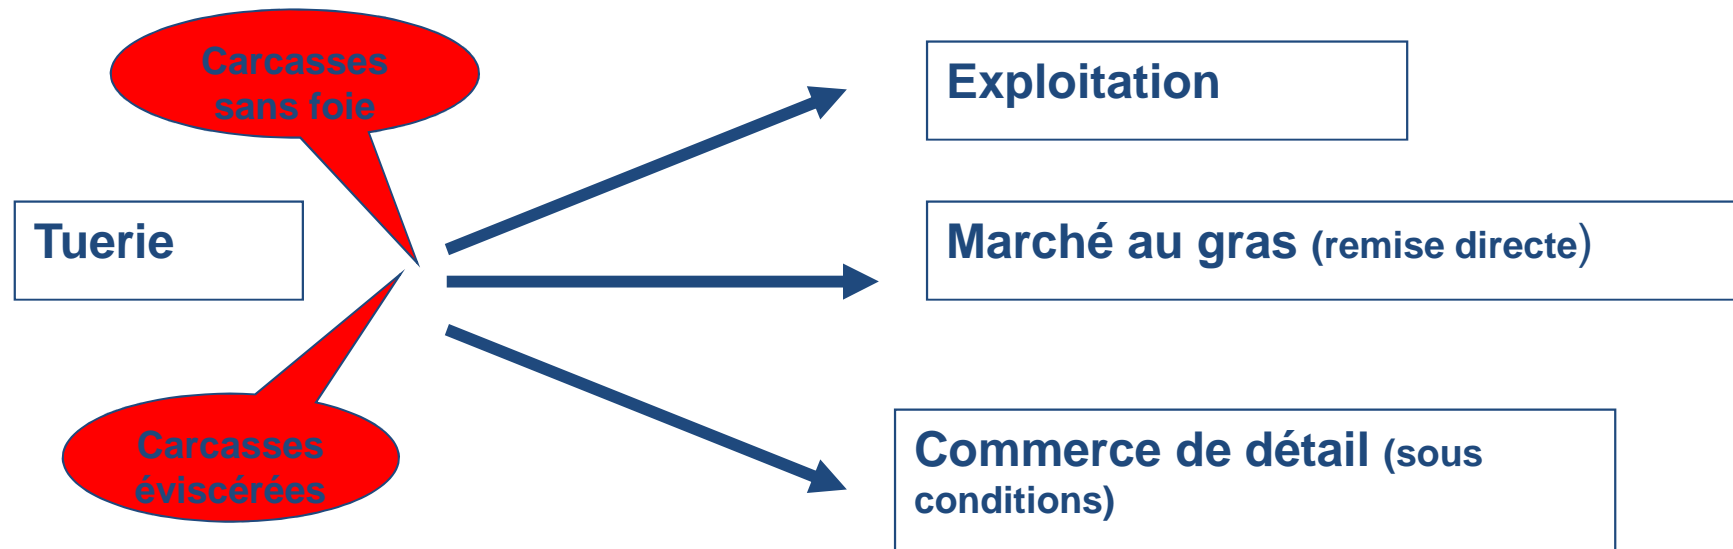 Carcasses
sans foie
Exploitation
Tuerie
Marché au gras (remise directe)
Carcasses
éviscérées
Commerce de détail (sous
conditions)